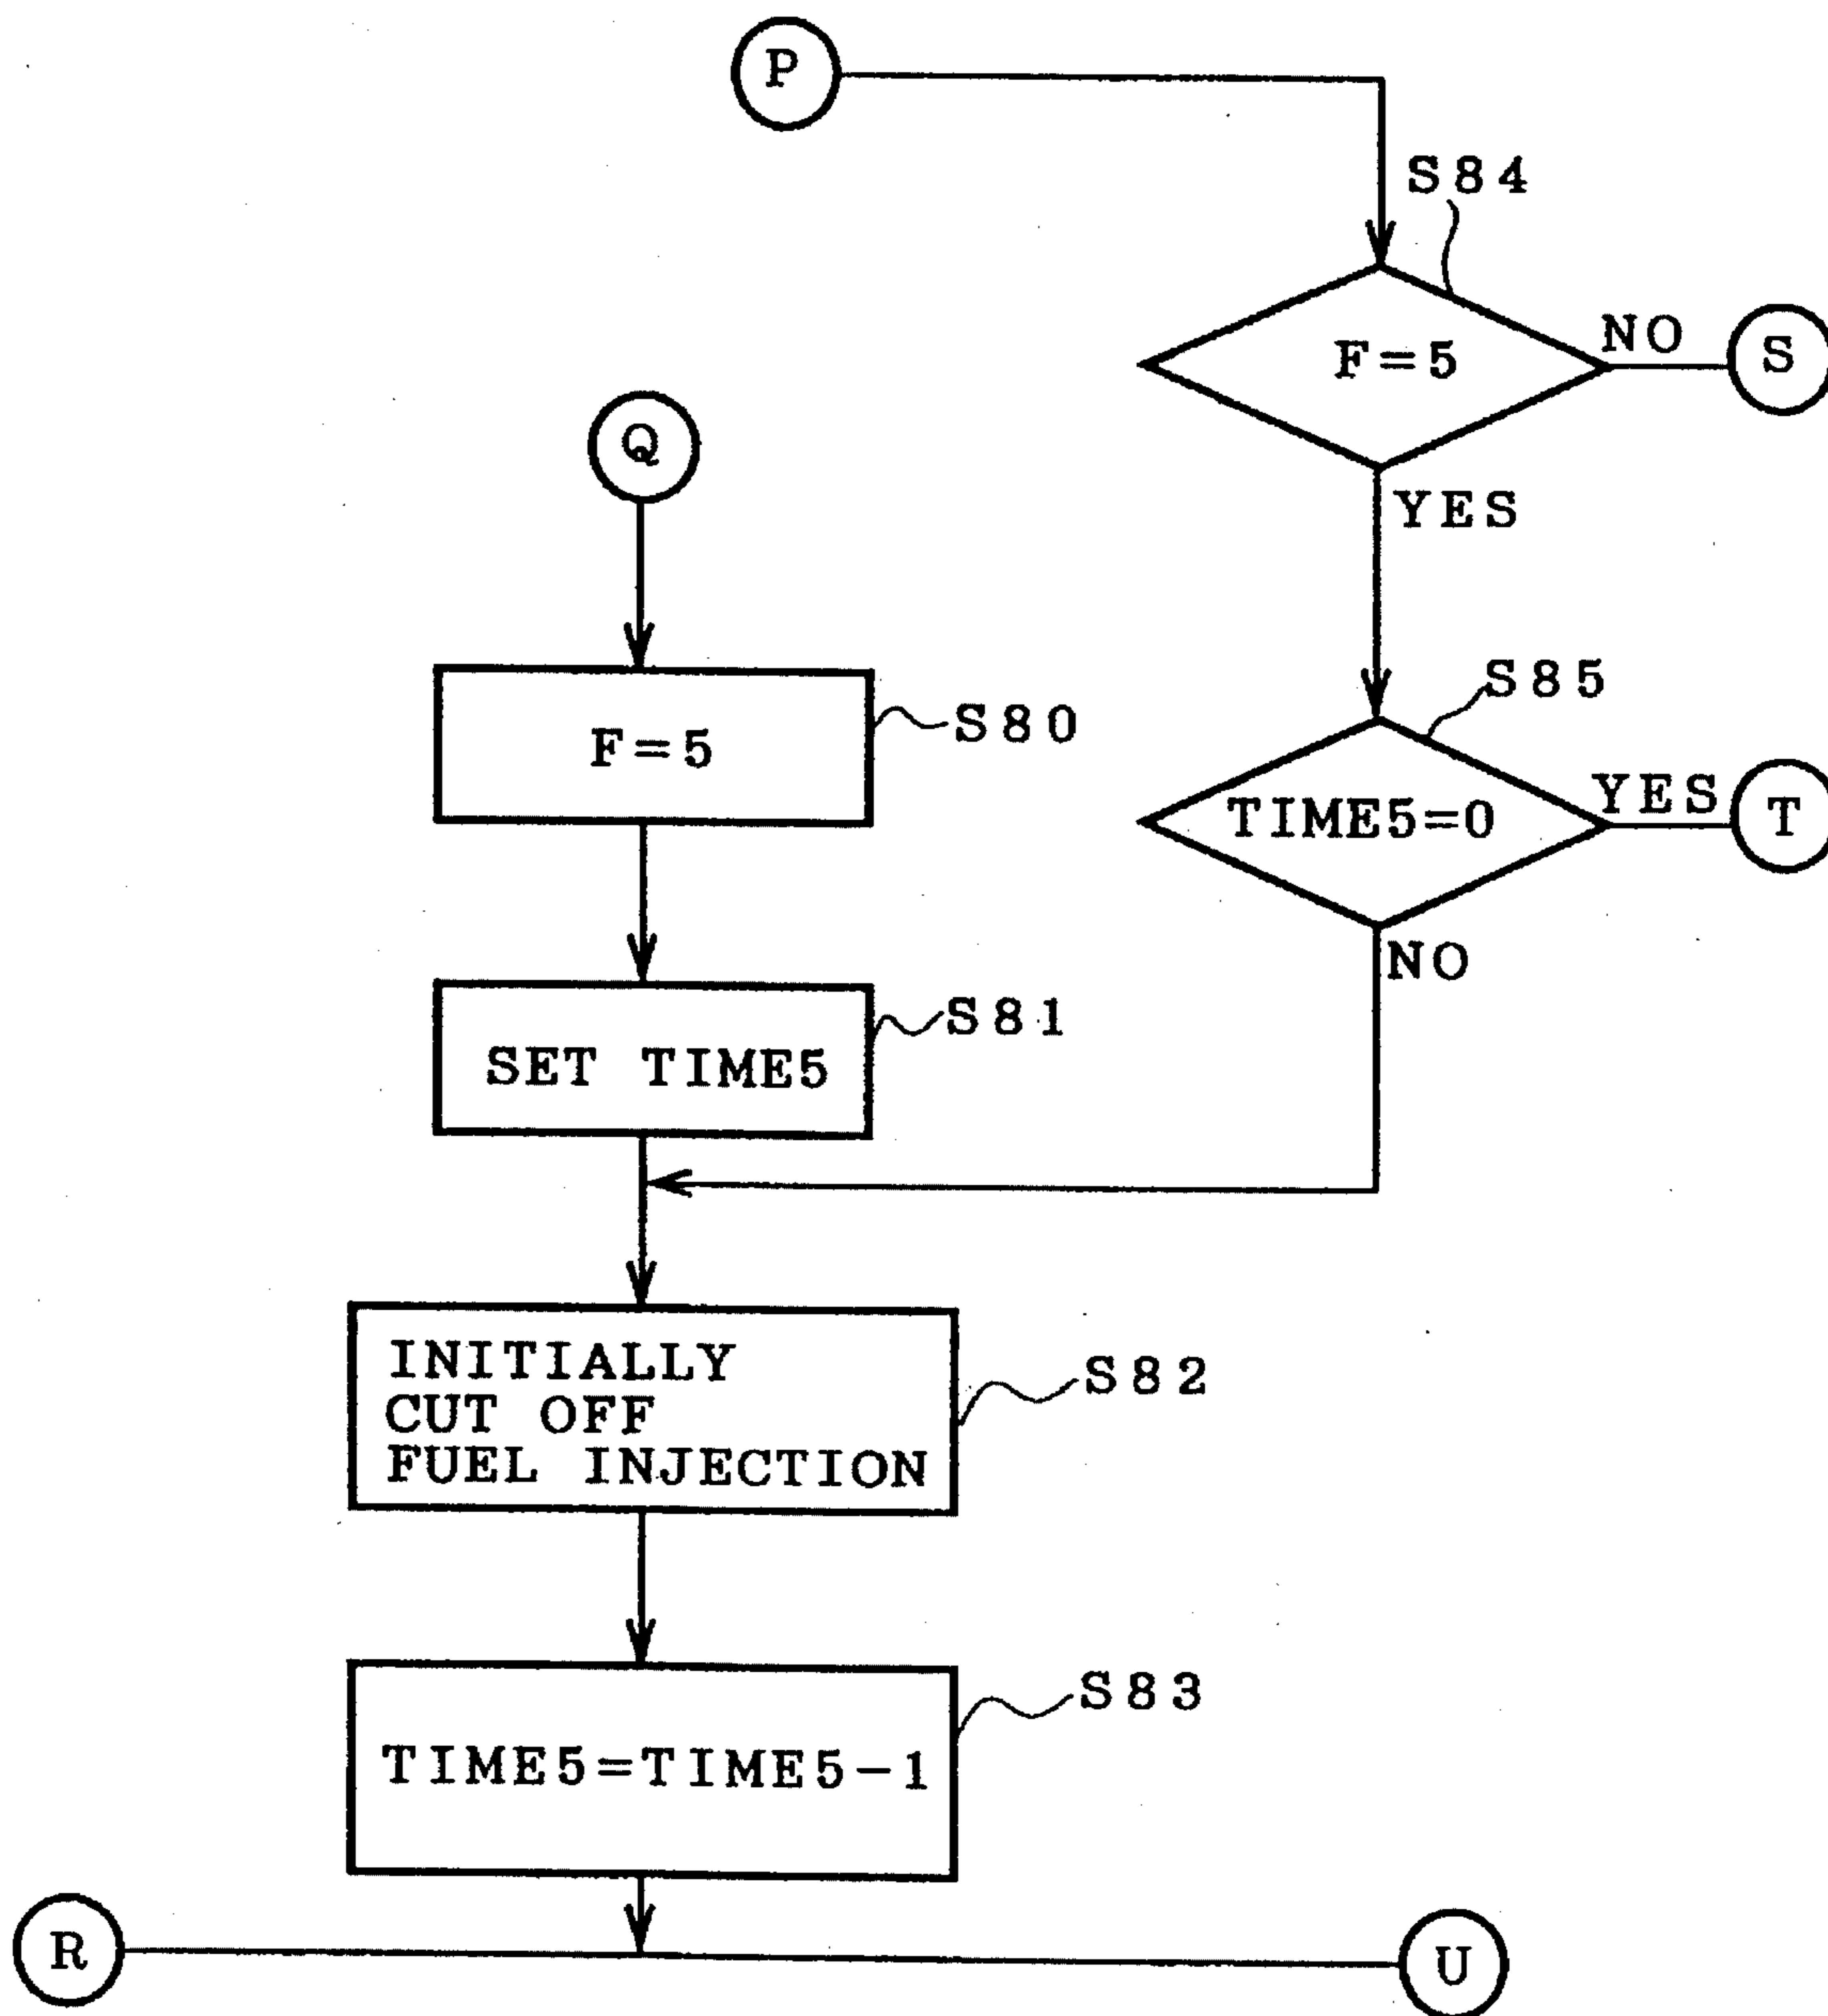 P
S84
F=5
NO
S
Q
YES
S85
F=5
S80
TIME5=0
YES
T
NO
SET TIME5
S81
INITIALLY
CUT OFF
FUEL INJECTION
S82
TIME5=TIME5-1
S83
R
U